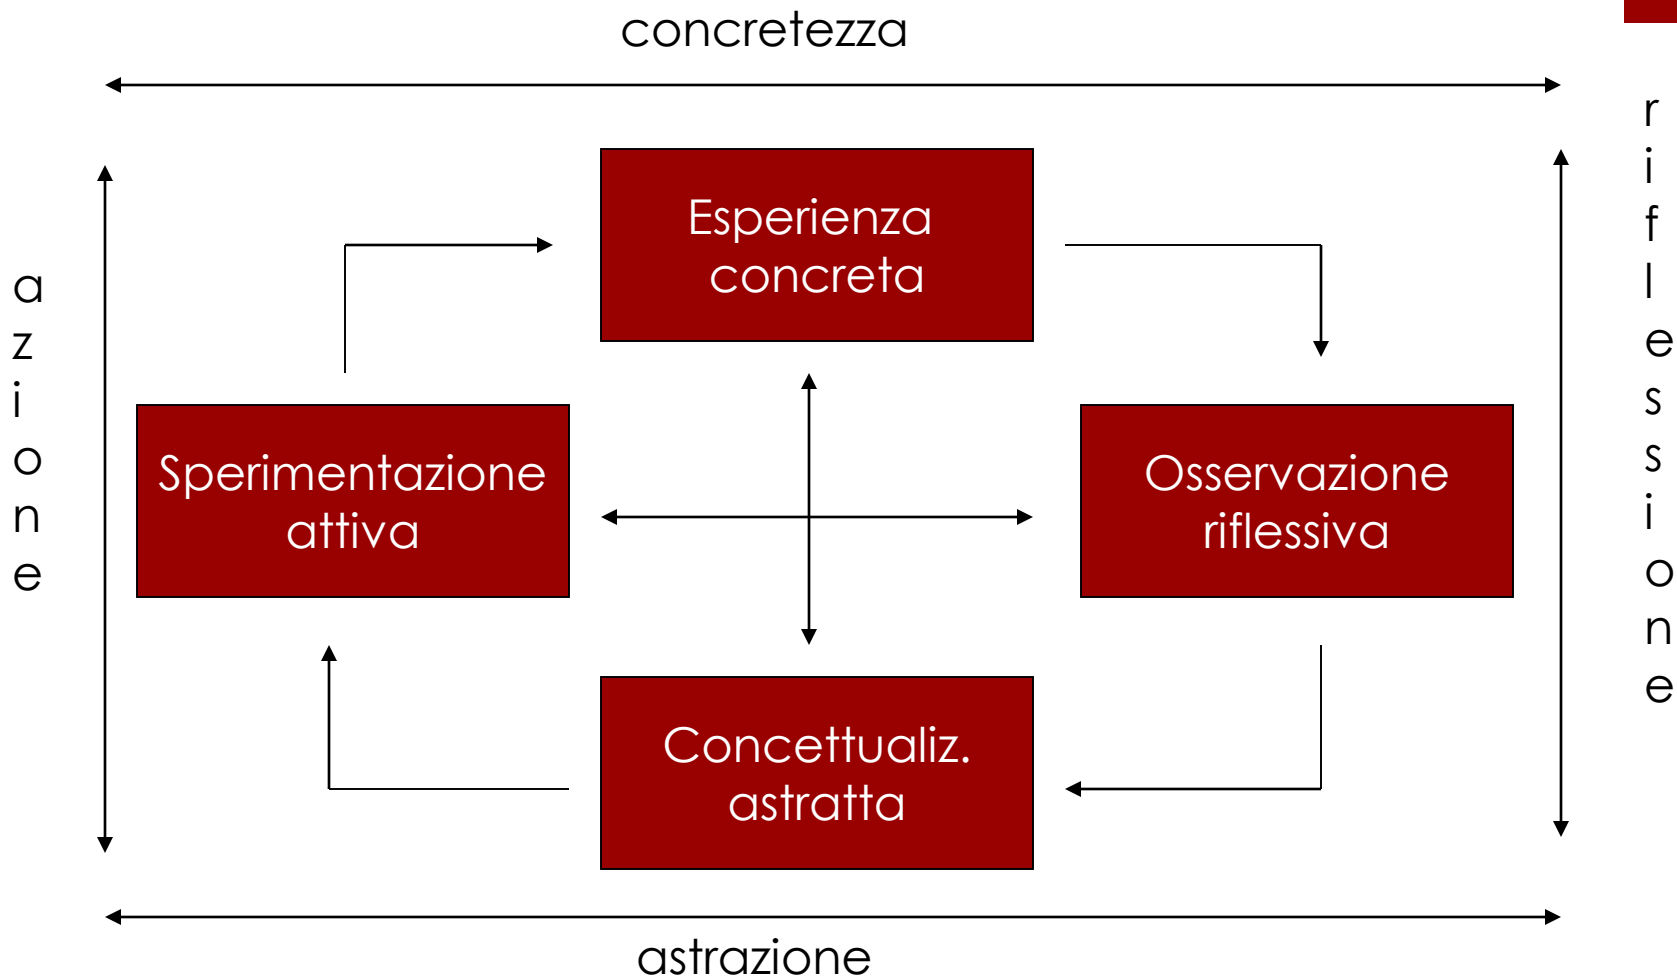 concretezza
Esperienza
concreta
azione
riflessione
Sperimentazione
attiva
Osservazione
riflessiva
Concettualiz.
astratta
astrazione